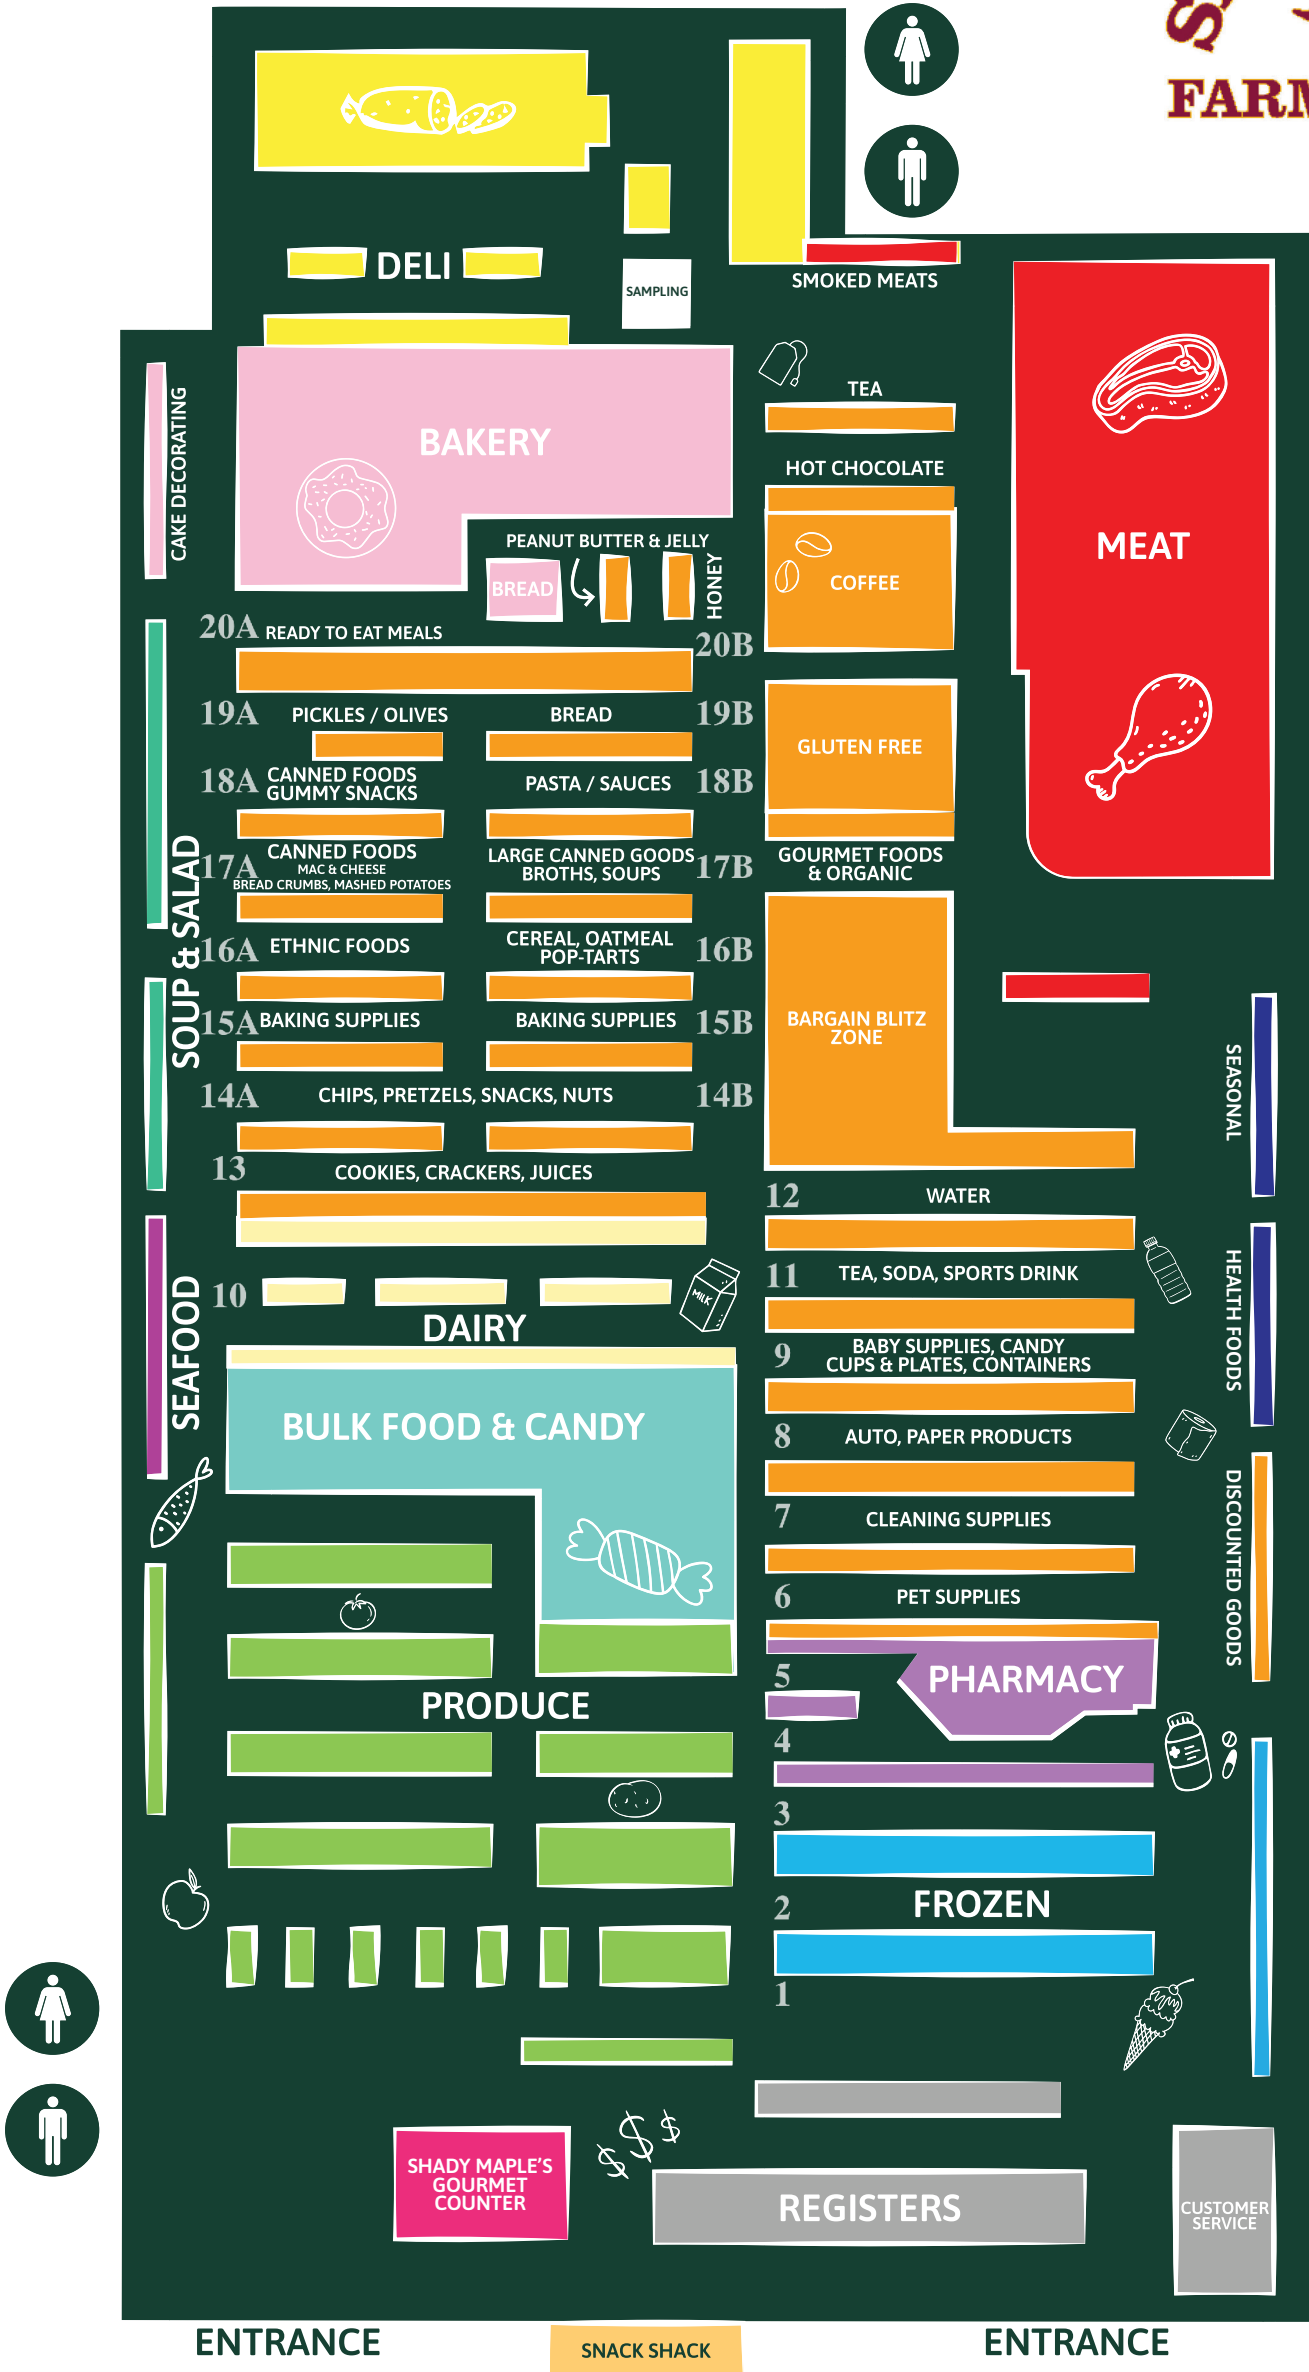 FARM
DELI
SAMPLING
SMOKED MEATS
TEA
CAKE DECORATING
BAKERY
HOT CHOCOLATE
MEAT
PEANUT BUTTER & JELLY
BREAD
HONEY
COFFEE
20A READY TO EAT MEALS
20B
19A PICKLES / OLIVES
BREAD 19B
GLUTEN FREE
18A CANNED FOODS
GUMMY SNACKS
PASTA / SAUCES 18B
17A CANNED FOODS
MAC & CHEESE
BREAD CRUMBS, MASHED POTATOES
LARGE CANNED GOODS
BROTHS, SOUPS
17B
GOURMET FOODS
& ORGANIC
SOUP & SALAD
16A ETHNIC FOODS
CEREAL, OATMEAL
POP-TARTS
16B
15A BAKING SUPPLIES
BAKING SUPPLIES 15B
BARGAIN BLITZ
ZONE
SEASONAL
14A CHIPS, PRETZELS, SNACKS, NUTS 14B
13 COOKIES, CRACKERS, JUICES
12 WATER
11 TEA, SODA, SPORTS DRINK
HEALTH FOODS
SEAFOOD
10
MILK
DAIRY
9 BABY SUPPLIES, CANDY
CUPS & PLATES, CONTAINERS
BULK FOOD & CANDY
8 AUTO, PAPER PRODUCTS
7 CLEANING SUPPLIES
DISCOUNTED GOODS
6 PET SUPPLIES
5
PHARMACY
PRODUCE
4
3
2 FROZEN
1
$ $ $
SHADY MAPLE'S
GOURMET
COUNTER
REGISTERS
CUSTOMER
SERVICE
ENTRANCE
SNACK SHACK
ENTRANCE